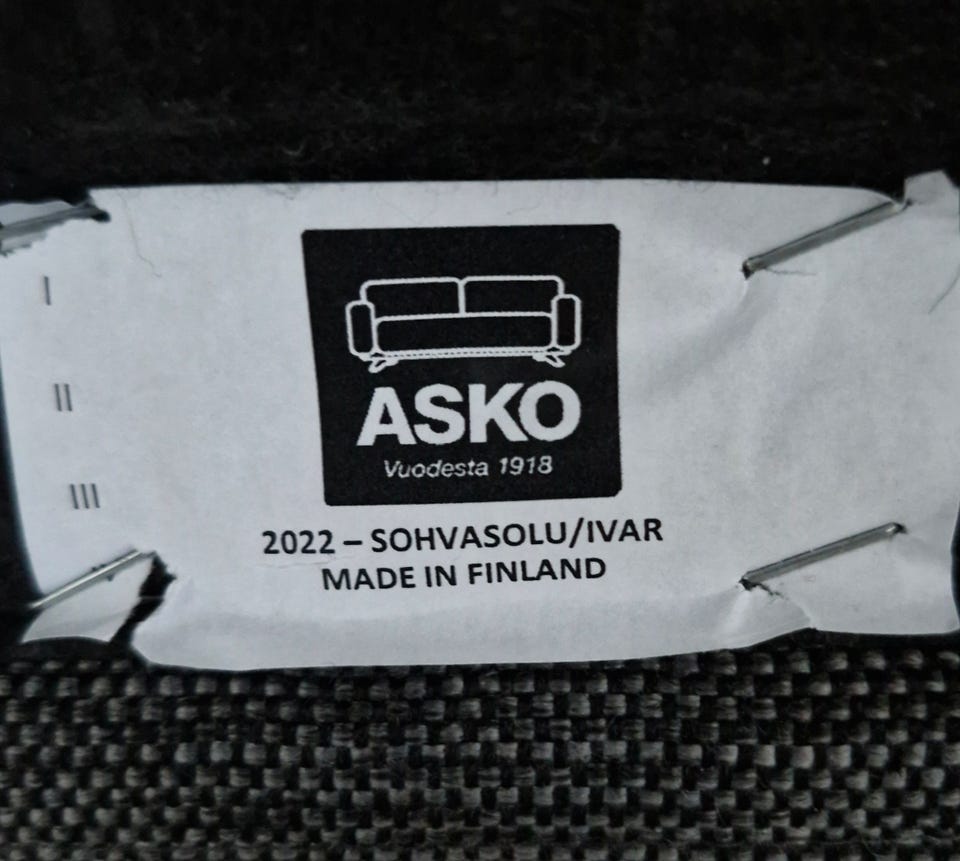 I
II
III
ASKO
Vuodesta 1918
2022 – SOHVASOLU/IVAR
MADE IN FINLAND